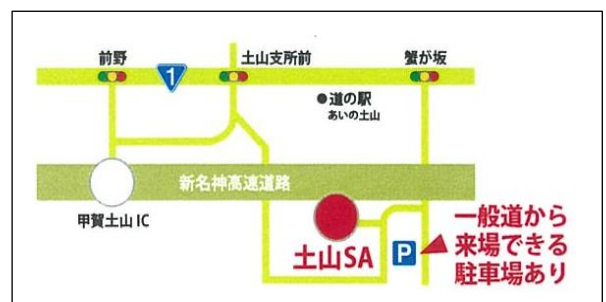 前野
土山支所前
蟹が坂
1
●道の駅
あいの土山
新名神高速道路
甲賀土山IC
土山SA
P
一般道から
来場できる
駐車場あり